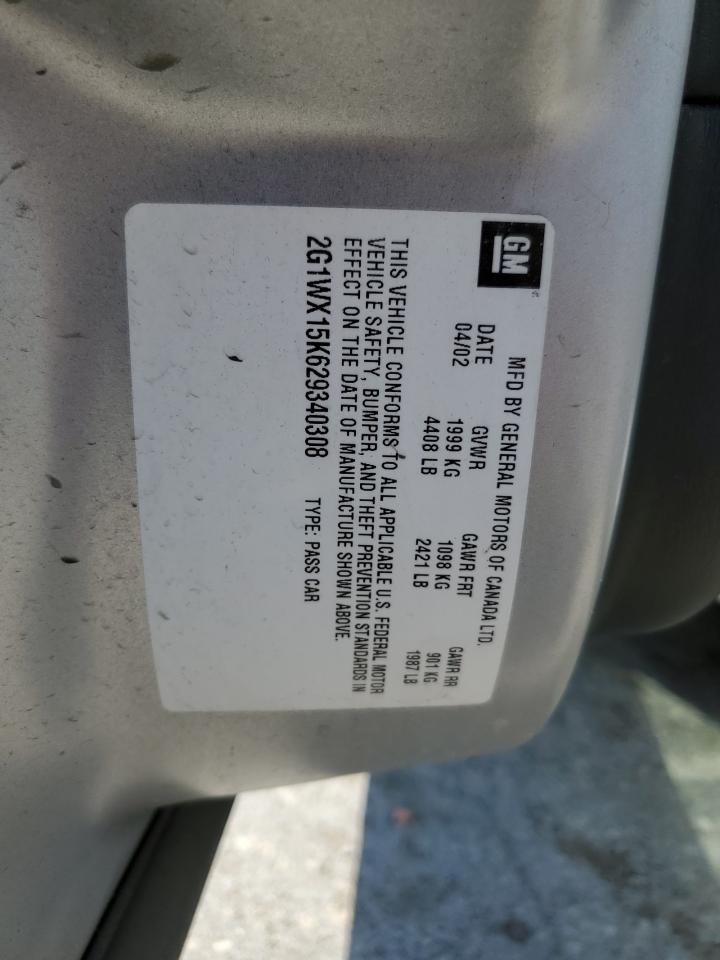 GM
MFD BY GENERAL MOTORS OF CANADA LTD.
DATE GVWR GAWR FRT GAWR RR
04/02 1999 KG 1098 KG 901 KG
4408 LB 2421 LB 1987 LB
THIS VEHICLE CONFORMS TO ALL APPLICABLE U.S. FEDERAL MOTOR
VEHICLE SAFETY, BUMPER, AND THEFT PREVENTION STANDARDS IN
EFFECT ON THE DATE OF MANUFACTURE SHOWN ABOVE.
2G1WX15K629340308 TYPE: PASS CAR